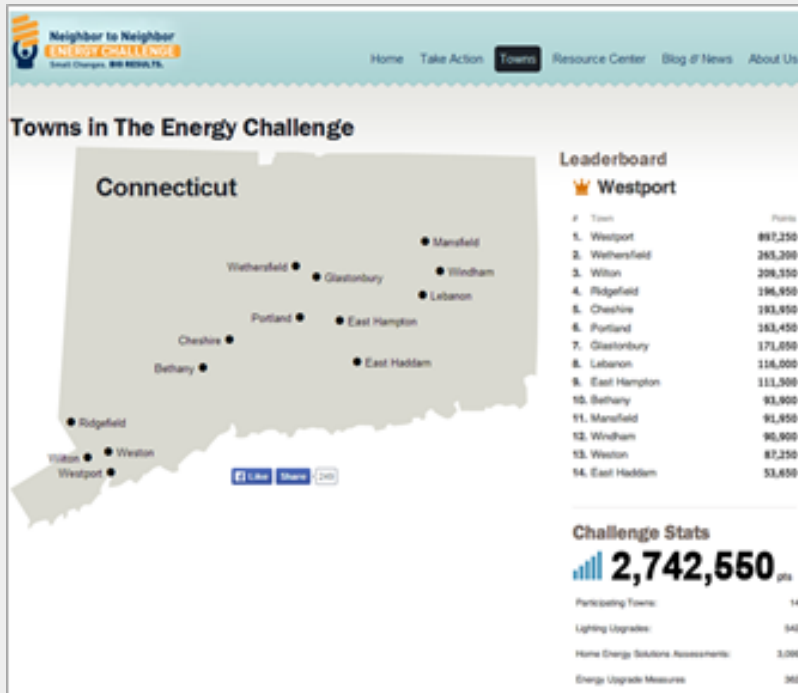 Neighbor to Neighbor
ENERGY CHALLENGE
Small Changes. BIG RESULTS.
Home Take Action Towns Resource Center Blog & News About Us
Towns in The Energy Challenge
Connecticut
Mansfield
Wethersfield
Windham
Glastonbury
Lebanon
Portland
East Hampton
Cheshire
East Haddam
Bethany
Ridgefield
Weston
Wilton
Westport
Like Share 249
Leaderboard
Westport
# Town Points
1. Westport 897,250
2. Wethersfield 265,200
3. Wilton 209,550
4. Ridgefield 196,950
5. Cheshire 193,950
6. Portland 163,450
7. Glastonbury 171,050
8. Lebanon 116,000
9. East Hampton 111,500
10. Bethany 93,900
11. Mansfield 91,950
12. Windham 90,900
13. Weston 87,250
14. East Haddam 53,650
Challenge Stats
2,742,550 pts
Participating Towns: 14
Lighting Upgrades:
Home Energy Solutions Assessments:
Energy Upgrade Measures